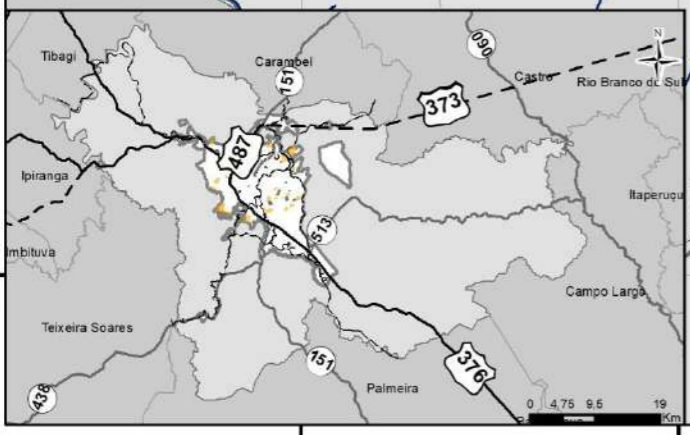 N
Tibagi
Carambeí
151
090
Castro
Rio Branco do Sul
373
487
Ipiranga
Itaperuçu
Imbituva
513
Campo Largo
Teixeira Soares
151
376
438
Palmeira
0 4,75 9,5 19
Km